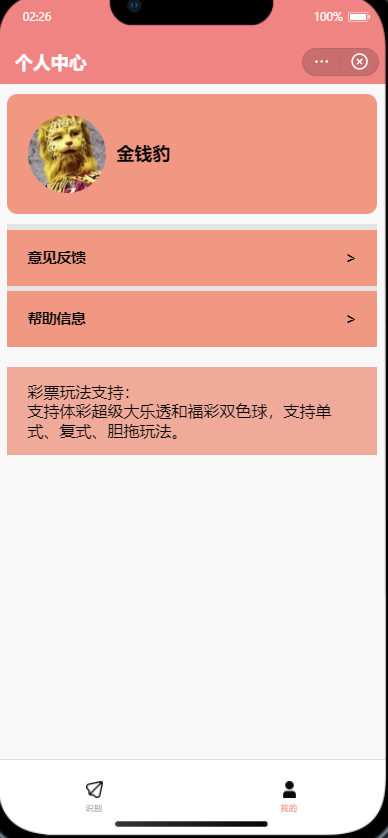 02:26
100%
个人中心
金钱豹
意见反馈 >
帮助信息 >
彩票玩法支持：
支持体彩超级大乐透和福彩双色球，支持单
式、复式、胆拖玩法。
识别
我的